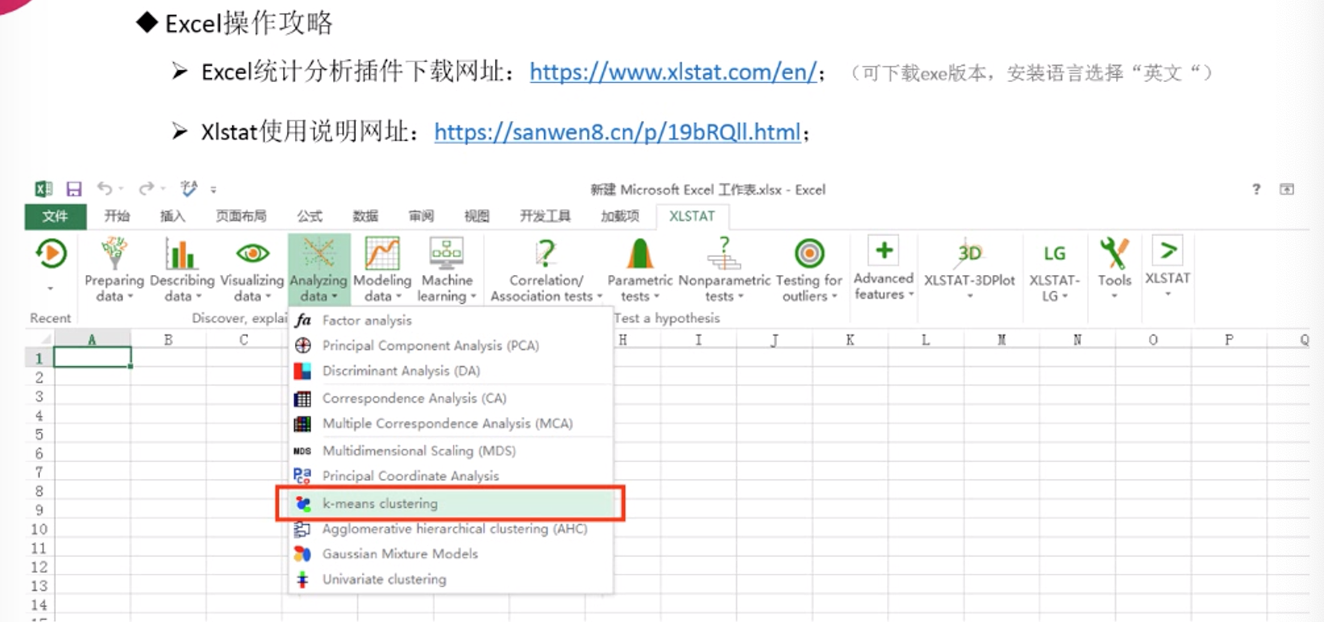 ◆ Excel操作攻略
➢ Excel统计分析插件下载网址：https://www.xlstat.com/en/； （可下载exe版本，安装语言选择“英文“）
➢ Xlstat使用说明网址：https://sanwen8.cn/p/19bRQll.html；
新建 Microsoft Excel 工作表.xlsx - Excel ?
文件 开始 插入 页面布局 公式 数据 审阅 视图 开发工具 加载项 XLSTAT
Preparing Describing Visualizing Analyzing Modeling Machine Correlation/ Parametric Nonparametric Testing for Advanced XLSTAT-3DPlot XLSTAT- Tools XLSTAT
data data data data data learning Association tests tests tests outliers features LG
Recent Discover, explai Test a hypothesis
A B C H I J K L M N O P Q
fa Factor analysis
Principal Component Analysis (PCA)
1
Discriminant Analysis (DA)
2
Correspondence Analysis (CA)
3
4
Multiple Correspondence Analysis (MCA)
5
MDS Multidimensional Scaling (MDS)
6
7
Principal Coordinate Analysis
8
k-means clustering
9
10
Agglomerative hierarchical clustering (AHC)
11
Gaussian Mixture Models
12
Univariate clustering
13
14